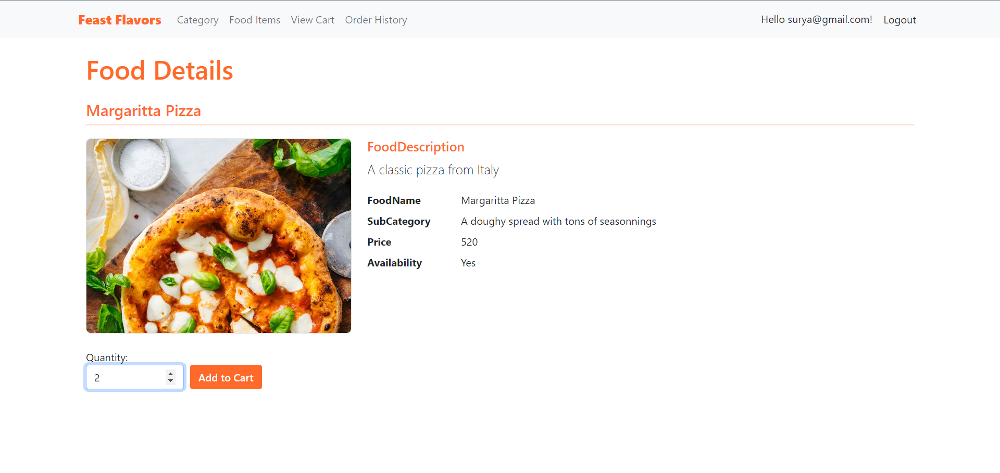 Feast Flavors Category Food Items View Cart Order History Hello surya@gmail.com! Logout
Food Details
Margaritta Pizza
FoodDescription
A classic pizza from Italy
FoodName Margaritta Pizza
SubCategory A doughy spread with tons of seasonnings
Price 520
Availability Yes
Quantity:
2 Add to Cart